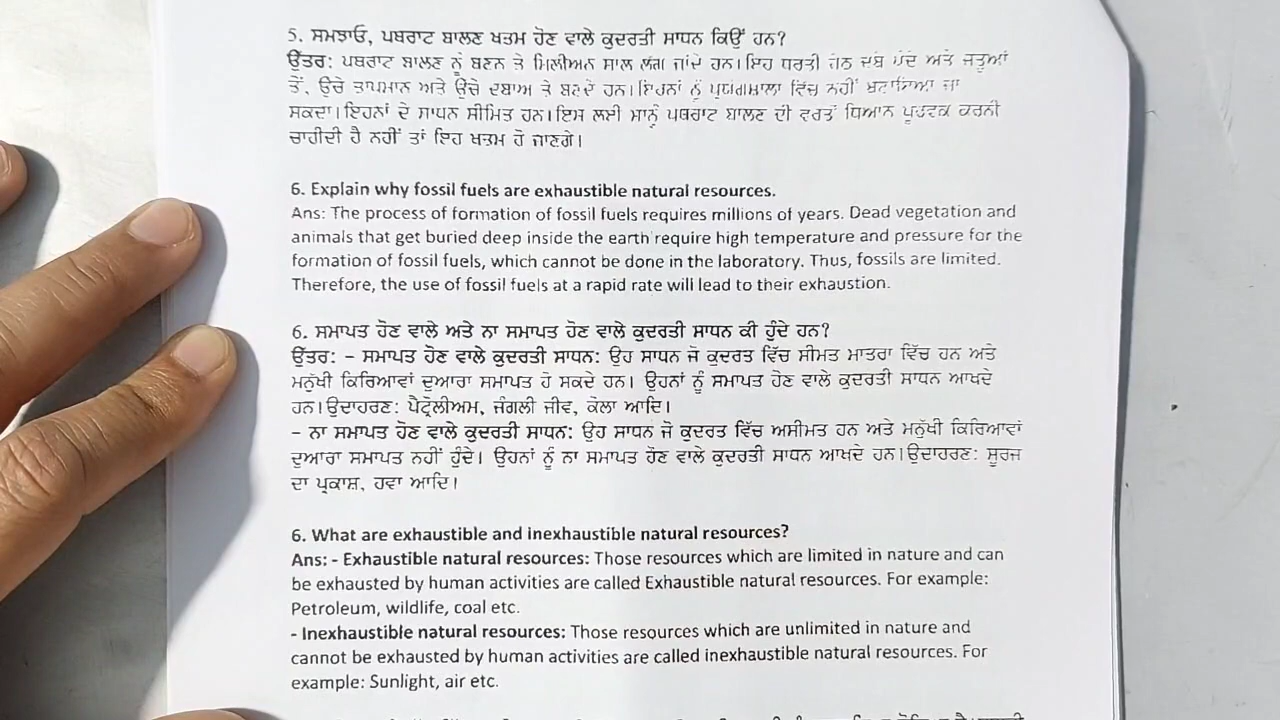 5. ਸਮਝਾਓ, ਪਥਰਾਟ ਬਾਲਣ ਖਤਮ ਹੋਣ ਵਾਲੇ ਕੁਦਰਤੀ ਸਾਧਨ ਕਿਉਂ ਹਨ?
ਉੱਤਰ: ਪਥਰਾਟ ਬਾਲਣ ਨੂੰ ਬਣਨ ਤੇ ਮਿਲੀਅਨ ਸਾਲ ਲੱਗ ਜਾਂਦੇ ਹਨ। ਇਹ ਧਰਤੀ ਹੇਠ ਦੱਬੇ ਪੌਦੇ ਅਤੇ ਜੰਤੂਆਂ
ਤੋਂ, ਉੱਚੇ ਤਾਪਮਾਨ ਅਤੇ ਉੱਚੇ ਦਬਾਅ ਤੇ ਬਣਦੇ ਹਨ। ਇਹਨਾਂ ਨੂੰ ਪ੍ਰਯੋਗਸ਼ਾਲਾ ਵਿੱਚ ਨਹੀਂ ਬਣਾਇਆ ਜਾ
ਸਕਦਾ। ਇਹਨਾਂ ਦੇ ਸਾਧਨ ਸੀਮਿਤ ਹਨ। ਇਸ ਲਈ ਸਾਨੂੰ ਪਥਰਾਟ ਬਾਲਣ ਦੀ ਵਰਤੋਂ ਧਿਆਨ ਪੂਰਵਕ ਕਰਨੀ
ਚਾਹੀਦੀ ਹੈ ਨਹੀਂ ਤਾਂ ਇਹ ਖਤਮ ਹੋ ਜਾਣਗੇ।
6. Explain why fossil fuels are exhaustible natural resources.
Ans: The process of formation of fossil fuels requires millions of years. Dead vegetation and
animals that get buried deep inside the earth require high temperature and pressure for the
formation of fossil fuels, which cannot be done in the laboratory. Thus, fossils are limited.
Therefore, the use of fossil fuels at a rapid rate will lead to their exhaustion.
6. ਸਮਾਪਤ ਹੋਣ ਵਾਲੇ ਅਤੇ ਨਾ ਸਮਾਪਤ ਹੋਣ ਵਾਲੇ ਕੁਦਰਤੀ ਸਾਧਨ ਕੀ ਹੁੰਦੇ ਹਨ?
ਉੱਤਰ: – ਸਮਾਪਤ ਹੋਣ ਵਾਲੇ ਕੁਦਰਤੀ ਸਾਧਨ: ਉਹ ਸਾਧਨ ਜੋ ਕੁਦਰਤ ਵਿੱਚ ਸੀਮਤ ਮਾਤਰਾ ਵਿੱਚ ਹਨ ਅਤੇ
ਮਨੁੱਖੀ ਕਿਰਿਆਵਾਂ ਦੁਆਰਾ ਸਮਾਪਤ ਹੋ ਸਕਦੇ ਹਨ। ਉਹਨਾਂ ਨੂੰ ਸਮਾਪਤ ਹੋਣ ਵਾਲੇ ਕੁਦਰਤੀ ਸਾਧਨ ਆਖਦੇ
ਹਨ। ਉਦਾਹਰਣ: ਪੈਟ੍ਰੋਲੀਅਮ, ਜੰਗਲੀ ਜੀਵ, ਕੋਲਾ ਆਦਿ।
– ਨਾ ਸਮਾਪਤ ਹੋਣ ਵਾਲੇ ਕੁਦਰਤੀ ਸਾਧਨ: ਉਹ ਸਾਧਨ ਜੋ ਕੁਦਰਤ ਵਿੱਚ ਅਸੀਮਤ ਹਨ ਅਤੇ ਮਨੁੱਖੀ ਕਿਰਿਆਵਾਂ
ਦੁਆਰਾ ਸਮਾਪਤ ਨਹੀਂ ਹੁੰਦੇ। ਉਹਨਾਂ ਨੂੰ ਨਾ ਸਮਾਪਤ ਹੋਣ ਵਾਲੇ ਕੁਦਰਤੀ ਸਾਧਨ ਆਖਦੇ ਹਨ। ਉਦਾਹਰਣ: ਸੂਰਜ
ਦਾ ਪ੍ਰਕਾਸ਼, ਹਵਾ ਆਦਿ।
6. What are exhaustible and inexhaustible natural resources?
Ans: - Exhaustible natural resources: Those resources which are limited in nature and can
be exhausted by human activities are called Exhaustible natural resources. For example:
Petroleum, wildlife, coal etc.
- Inexhaustible natural resources: Those resources which are unlimited in nature and
cannot be exhausted by human activities are called inexhaustible natural resources. For
example: Sunlight, air etc.